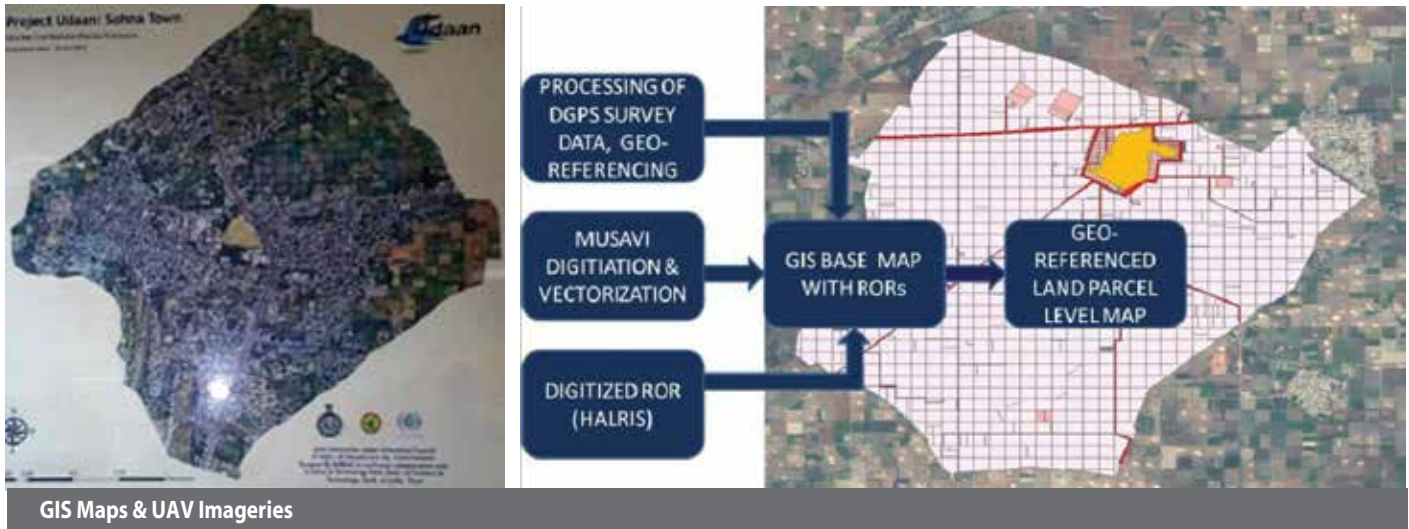 Project Udaan: Sohna Town
Udaan
PROCESSING OF
DGPS SURVEY
DATA, GEO-
REFERENCING
MUSAVI
DIGITIATION &
VECTORIZATION
DIGITIZED ROR
(HALRIS)
GIS BASE MAP
WITH RORs
GEO-
REFERENCED
LAND PARCEL
LEVEL MAP
GIS Maps & UAV Imageries